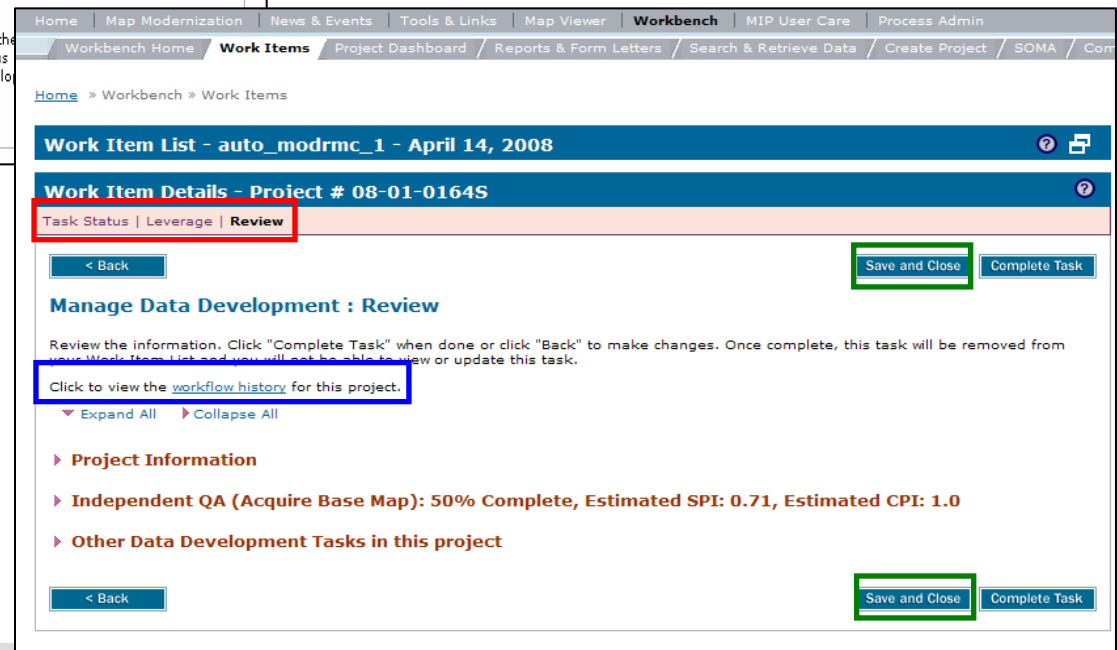 Home | Map Modernization | News & Events | Tools & Links | Map Viewer | Workbench | MIP User Care | Process Admin
Workbench Home / Work Items / Project Dashboard / Reports & Form Letters / Search & Retrieve Data / Create Project / SOMA /
Home » Workbench » Work Items
Work Item List - auto_modrmc_1 - April 14, 2008
Work Item Details - Project # 08-01-0164S
Task Status | Leverage | Review
< Back
Save and Close
Complete Task
Manage Data Development : Review
Review the information. Click "Complete Task" when done or click "Back" to make changes. Once complete, this task will be removed from
your Work Item List and you will not be able to view or update this task.
Click to view the workflow history for this project.
Expand All Collapse All
Project Information
Independent QA (Acquire Base Map): 50% Complete, Estimated SPI: 0.71, Estimated CPI: 1.0
Other Data Development Tasks in this project
< Back
Save and Close
Complete Task